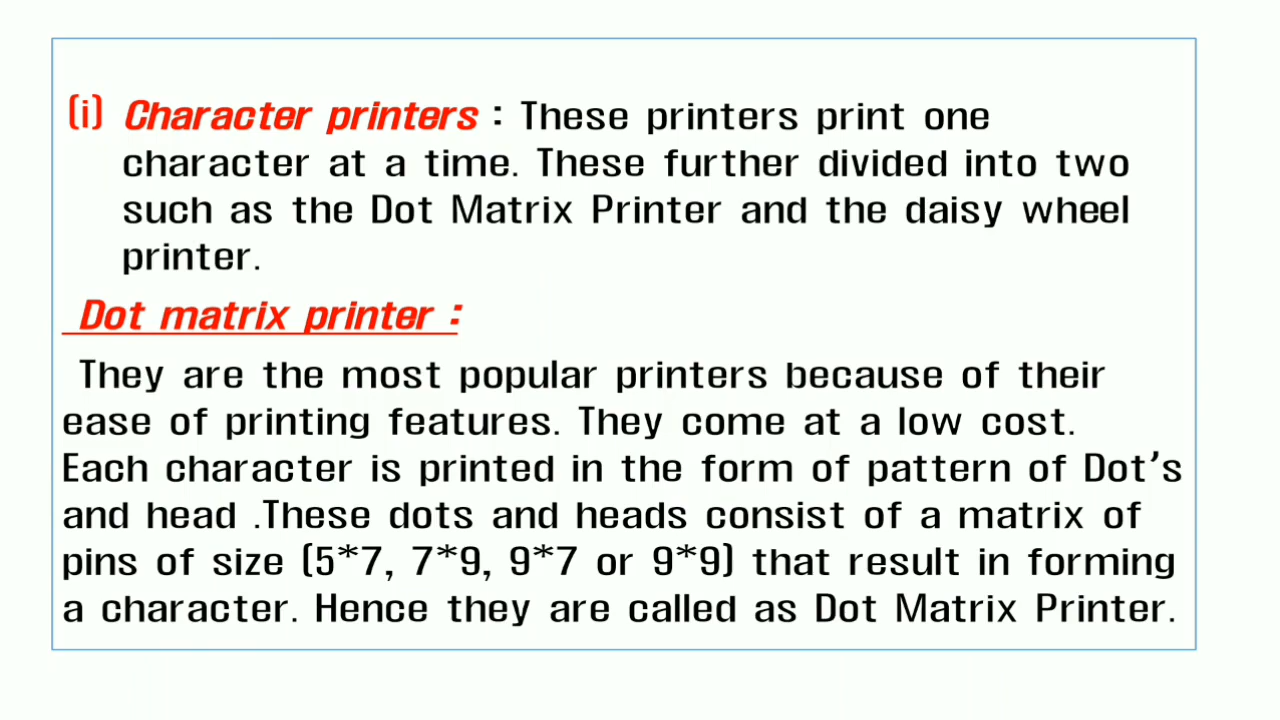 (i) Character printers : These printers print one
character at a time. These further divided into two
such as the Dot Matrix Printer and the daisy wheel
printer.
Dot matrix printer :
They are the most popular printers because of their
ease of printing features. They come at a low cost.
Each character is printed in the form of pattern of Dot’s
and head .These dots and heads consist of a matrix of
pins of size (5*7, 7*9, 9*7 or 9*9) that result in forming
a character. Hence they are called as Dot Matrix Printer.